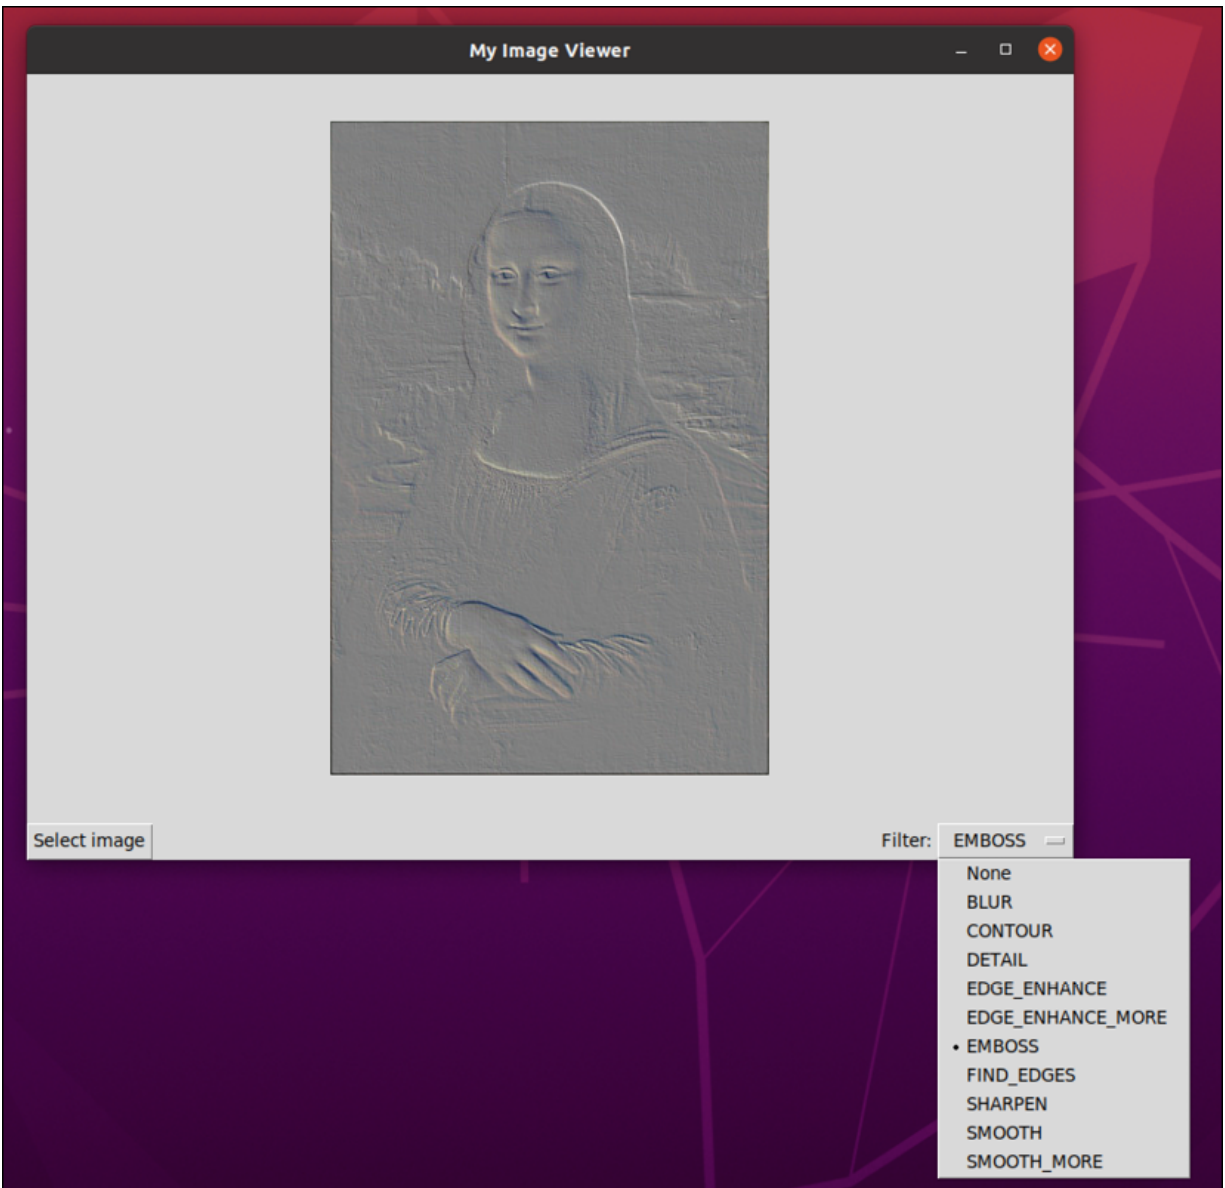 My Image Viewer
Select image
Filter: EMBOSS
None
BLUR
CONTOUR
DETAIL
EDGE_ENHANCE
EDGE_ENHANCE_MORE
EMBOSS
FIND_EDGES
SHARPEN
SMOOTH
SMOOTH_MORE